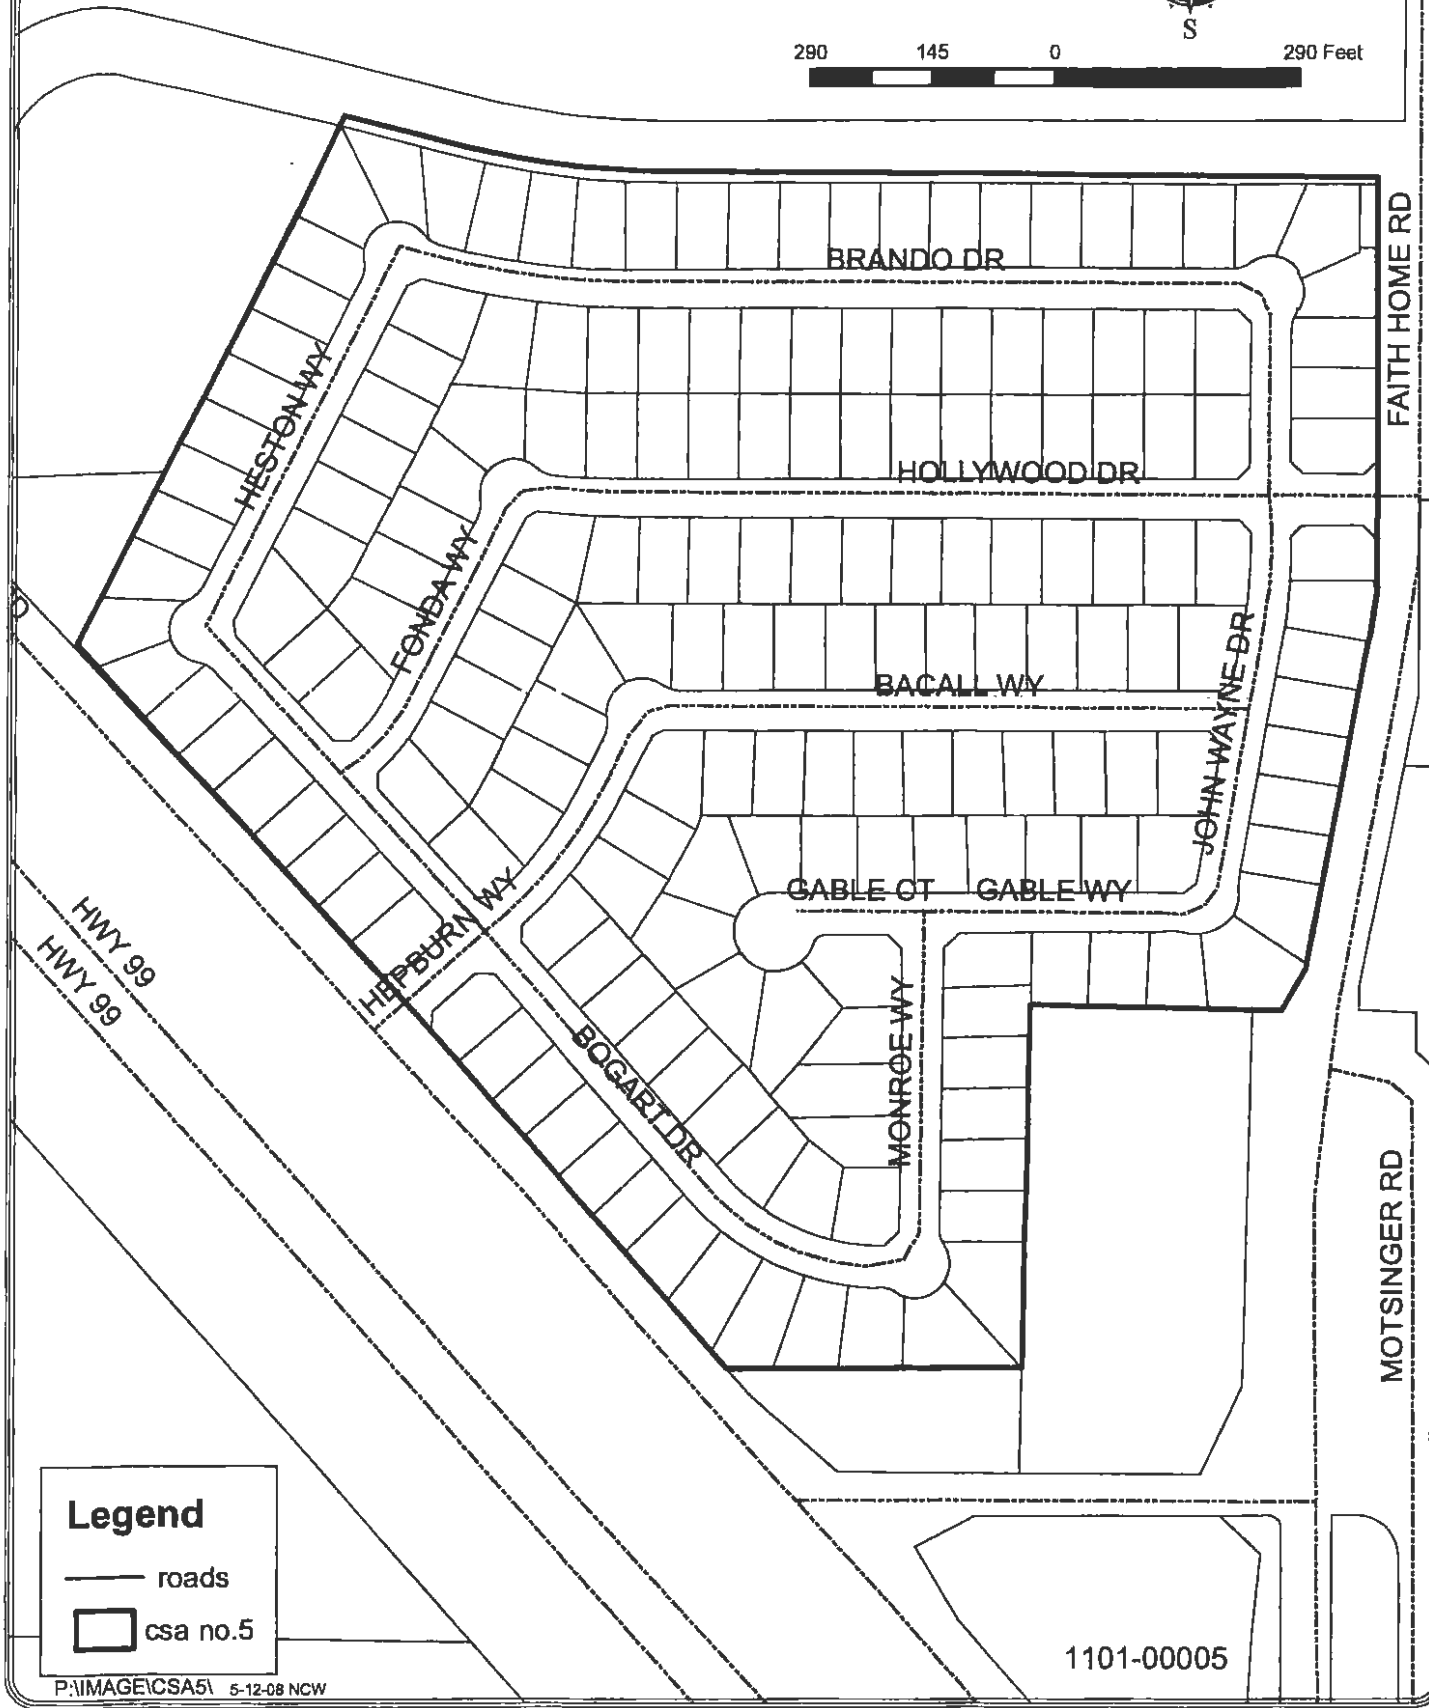 S
290 145 0 290 Feet
BRANDO DR
FAITH HOME RD
HESTON WY
HOLLYWOOD DR
FONDA WY
BACALL WY
JOHN WAYNE DR
GABLE CT GABLE WY
HEPBURN WY
HWY 99
HWY 99
MONROE WY
BOGART DR
MOTSINGER RD
Legend
roads
csa no.5
1101-00005
P:\IMAGE\CSA5\ 5-12-08 NCW